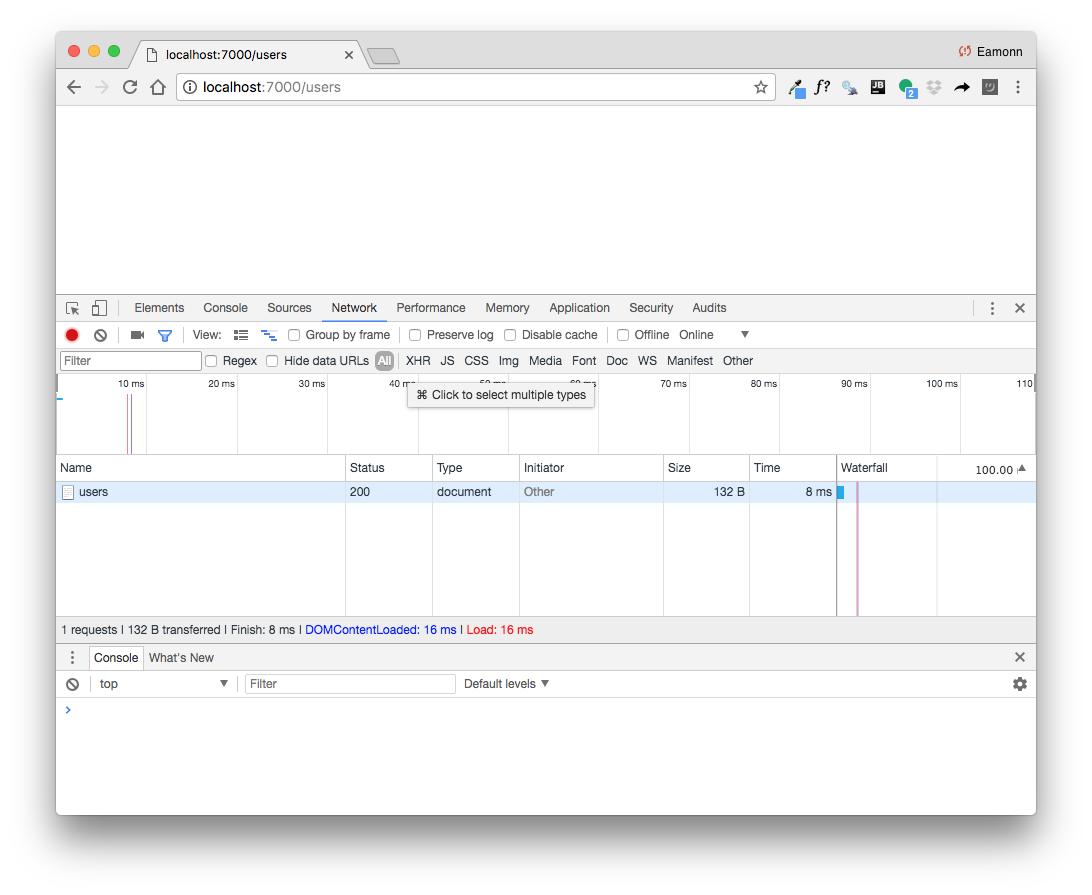 localhost:7000/users
Eamonn
localhost:7000/users
f? JB 2
Elements Console Sources Network Performance Memory Application Security Audits
View: Group by frame Preserve log Disable cache Offline Online
Filter Regex Hide data URLs All XHR JS CSS Img Media Font Doc WS Manifest Other
10 ms 20 ms 30 ms 40 ms 50 ms 60 ms 70 ms 80 ms 90 ms 100 ms 110
⌘ Click to select multiple types
Name Status Type Initiator Size Time Waterfall 100.00
users 200 document Other 132 B 8 ms
1 requests | 132 B transferred | Finish: 8 ms | DOMContentLoaded: 16 ms | Load: 16 ms
Console What's New
top Filter Default levels